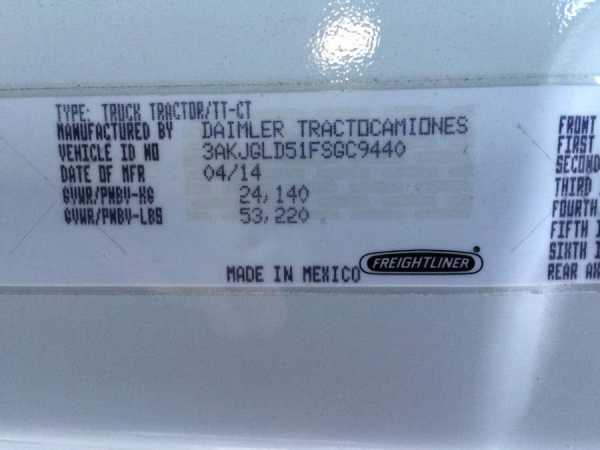 TYPE: TRUCK TRACTOR/TT-CT
MANUFACTURED BY DAIMLER TRACTOCAMIONES
VEHICLE ID NO 3AKJGLD51FSGC9440
DATE OF MFR 04/14
GVWR/PNBV-KG 24,140
GVWR/PNBV-LBS 53,220
MADE IN MEXICO FREIGHTLINER
FRONT
FIRST
SECOND
THIRD
FOURTH
FIFTH
SIXTH
REAR